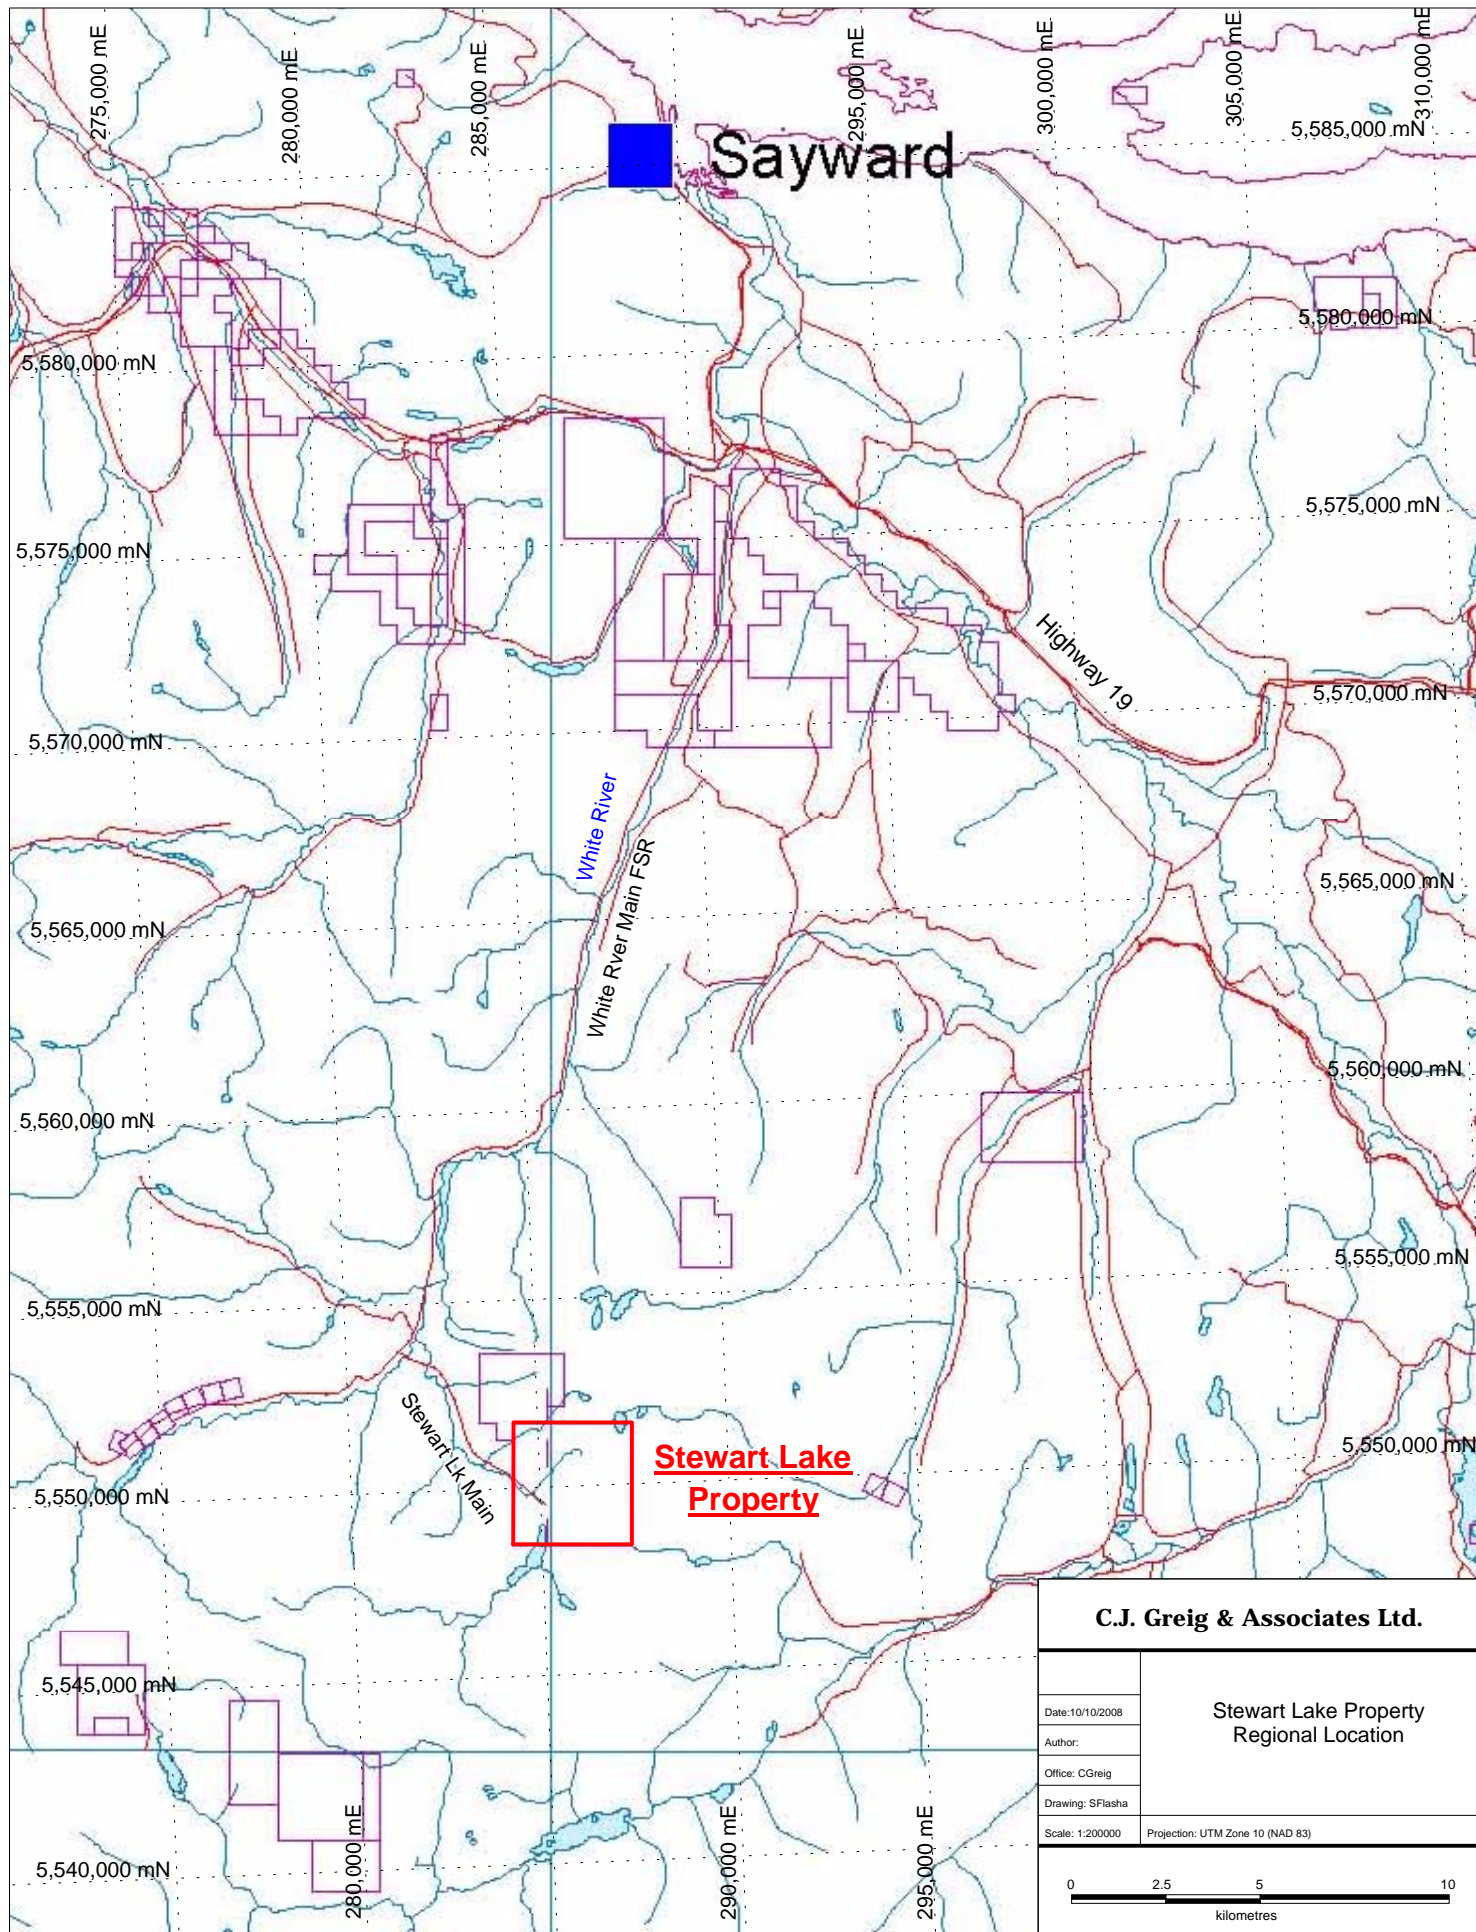 275,000 mE
280,000 mE
285,000 mE
295,000 mE
300,000 mE
305,000 mE
310,000 mE
5,585,000 mN
Sayward
5,580,000 mN
5,580,000 mN
5,575,000 mN
5,575,000 mN
Highway 19
5,570,000 mN
5,570,000 mN
White River
White Rver Main FSR
5,565,000 mN
5,565,000 mN
5,560,000 mN
5,560,000 mN
5,555,000 mN
5,555,000 mN
Stewart Lk Main
Stewart Lake
Property
5,550,000 mN
5,550,000 mN
5,545,000 mN
5,540,000 mN
280,000 mE
290,000 mE
295,000 mE
C.J. Greig & Associates Ltd.
Stewart Lake Property
Regional Location
Date:10/10/2008
Author:
Office: CGreig
Drawing: SFlasha
Scale: 1:200000
Projection: UTM Zone 10 (NAD 83)
0 2.5 5 10
kilometres